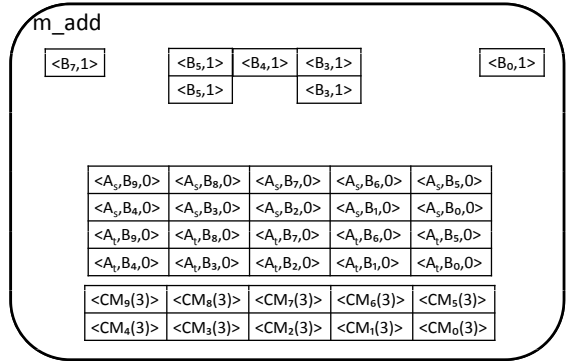 m_add
<B₇,1> <B₅,1> <B₄,1> <B₃,1> <B₀,1>
<B₅,1> <B₃,1>
<Aₛ,B₉,0> <Aₛ,B₈,0> <Aₛ,B₇,0> <Aₛ,B₆,0> <Aₛ,B₅,0>
<Aₛ,B₄,0> <Aₛ,B₃,0> <Aₛ,B₂,0> <Aₛ,B₁,0> <Aₛ,B₀,0>
<Aₜ,B₉,0> <Aₜ,B₈,0> <Aₜ,B₇,0> <Aₜ,B₆,0> <Aₜ,B₅,0>
<Aₜ,B₄,0> <Aₜ,B₃,0> <Aₜ,B₂,0> <Aₜ,B₁,0> <Aₜ,B₀,0>
<CM₉(3)> <CM₈(3)> <CM₇(3)> <CM₆(3)> <CM₅(3)>
<CM₄(3)> <CM₃(3)> <CM₂(3)> <CM₁(3)> <CM₀(3)>